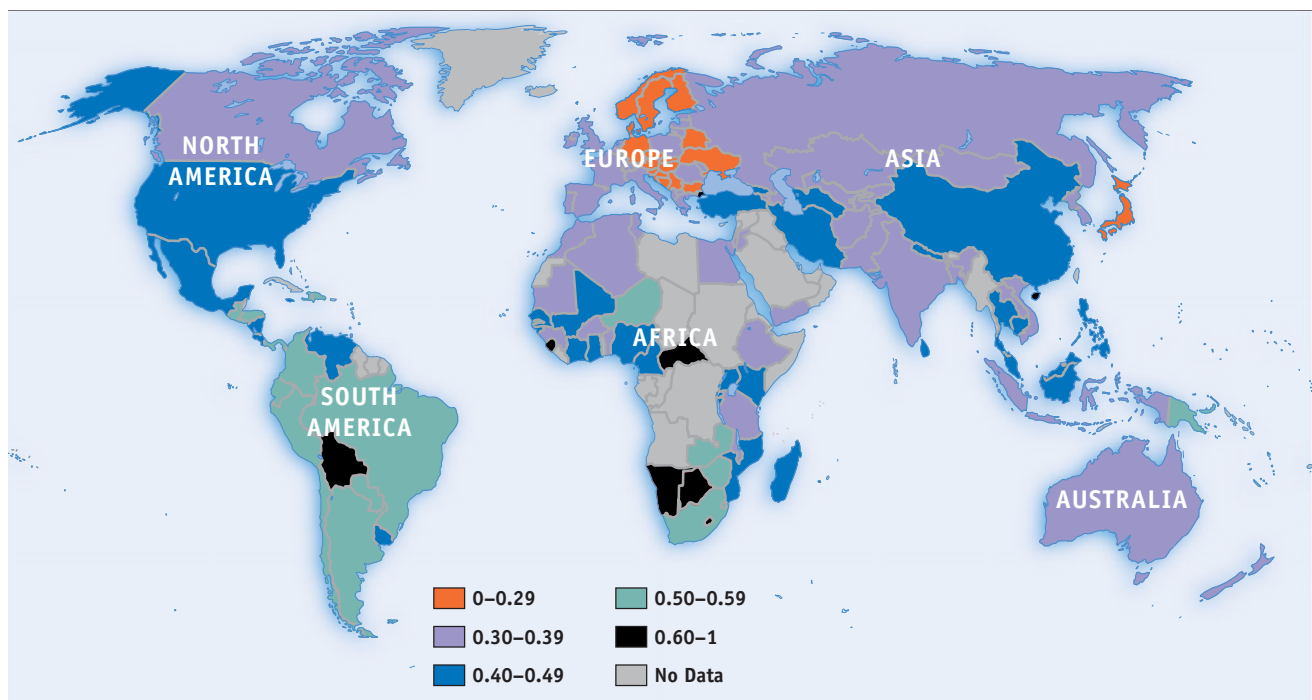 NORTH
AMERICA
EUROPE
ASIA
AFRICA
SOUTH
AMERICA
AUSTRALIA
0–0.29
0.30–0.39
0.40–0.49
0.50–0.59
0.60–1
No Data